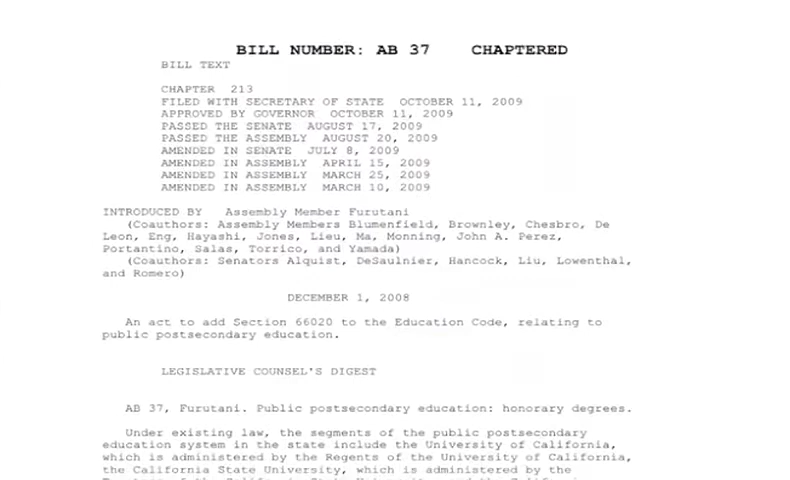 BILL NUMBER: AB 37 CHAPTERED
BILL TEXT
CHAPTER 213
FILED WITH SECRETARY OF STATE OCTOBER 11, 2009
APPROVED BY GOVERNOR OCTOBER 11, 2009
PASSED THE SENATE AUGUST 17, 2009
PASSED THE ASSEMBLY AUGUST 20, 2009
AMENDED IN SENATE JULY 8, 2009
AMENDED IN ASSEMBLY APRIL 15, 2009
AMENDED IN ASSEMBLY MARCH 25, 2009
AMENDED IN ASSEMBLY MARCH 10, 2009
INTRODUCED BY Assembly Member Furutani
(Coauthors: Assembly Members Blumenfield, Brownley, Chesbro, De
Leon, Eng, Hayashi, Jones, Lieu, Ma, Monning, John A. Perez,
Portantino, Salas, Torrico, and Yamada)
(Coauthors: Senators Alquist, DeSaulnier, Hancock, Liu, Lowenthal,
and Romero)
DECEMBER 1, 2008
An act to add Section 66020 to the Education Code, relating to
public postsecondary education.
LEGISLATIVE COUNSEL'S DIGEST
AB 37, Furutani. Public postsecondary education: honorary degrees.
Under existing law, the segments of the public postsecondary
education system in the state include the University of California,
which is administered by the Regents of the University of California,
the California State University, which is administered by the